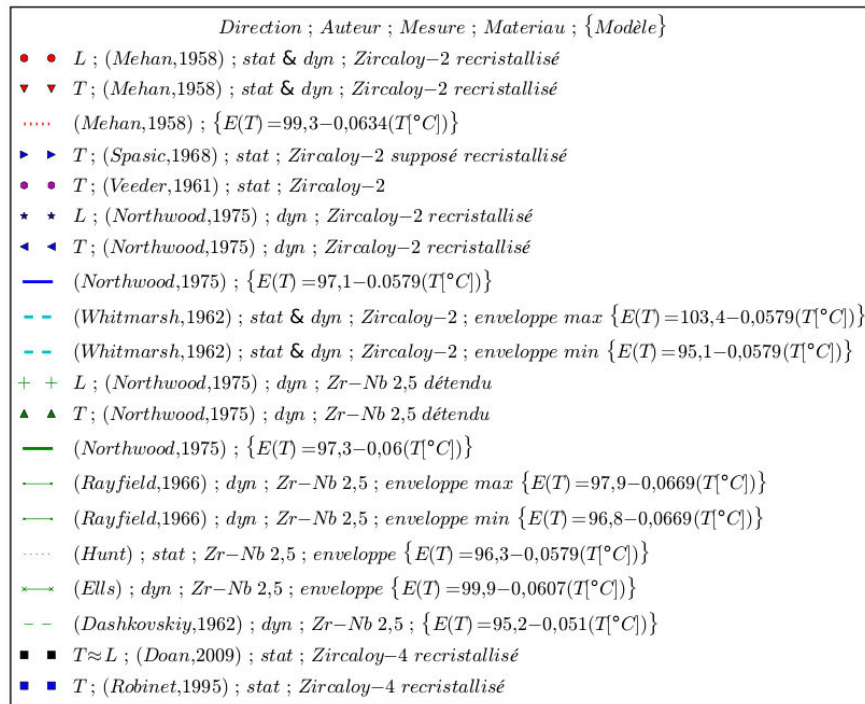 Direction ; Auteur ; Mesure ; Materiau ; {Modèle}
L ; (Mehan,1958) ; stat & dyn ; Zircaloy−2 recristallisé
T ; (Mehan,1958) ; stat & dyn ; Zircaloy−2 recristallisé
(Mehan,1958) ; {E(T)=99,3−0,0634(T[°C])}
T ; (Spasic,1968) ; stat ; Zircaloy−2 supposé recristallisé
T ; (Veeder,1961) ; stat ; Zircaloy−2
L ; (Northwood,1975) ; dyn ; Zircaloy−2 recristallisé
T ; (Northwood,1975) ; dyn ; Zircaloy−2 recristallisé
(Northwood,1975) ; {E(T)=97,1−0.0579(T[°C])}
(Whitmarsh,1962) ; stat & dyn ; Zircaloy−2 ; enveloppe max {E(T)=103,4−0,0579(T[°C])}
(Whitmarsh,1962) ; stat & dyn ; Zircaloy−2 ; enveloppe min {E(T)=95,1−0,0579(T[°C])}
L ; (Northwood,1975) ; dyn ; Zr−Nb 2,5 détendu
T ; (Northwood,1975) ; dyn ; Zr−Nb 2,5 détendu
(Northwood,1975) ; {E(T)=97,3−0,06(T[°C])}
(Rayfield,1966) ; dyn ; Zr−Nb 2,5 ; enveloppe max {E(T)=97,9−0,0669(T[°C])}
(Rayfield,1966) ; dyn ; Zr−Nb 2,5 ; enveloppe min {E(T)=96,8−0,0669(T[°C])}
(Hunt) ; stat ; Zr−Nb 2,5 ; enveloppe {E(T)=96,3−0,0579(T[°C])}
(Ells) ; dyn ; Zr−Nb 2,5 ; enveloppe {E(T)=99,9−0,0607(T[°C])}
(Dashkovskiy,1962) ; dyn ; Zr−Nb 2,5 ; {E(T)=95,2−0,051(T[°C])}
T≈L ; (Doan,2009) ; stat ; Zircaloy−4 recristallisé
T ; (Robinet,1995) ; stat ; Zircaloy−4 recristallisé